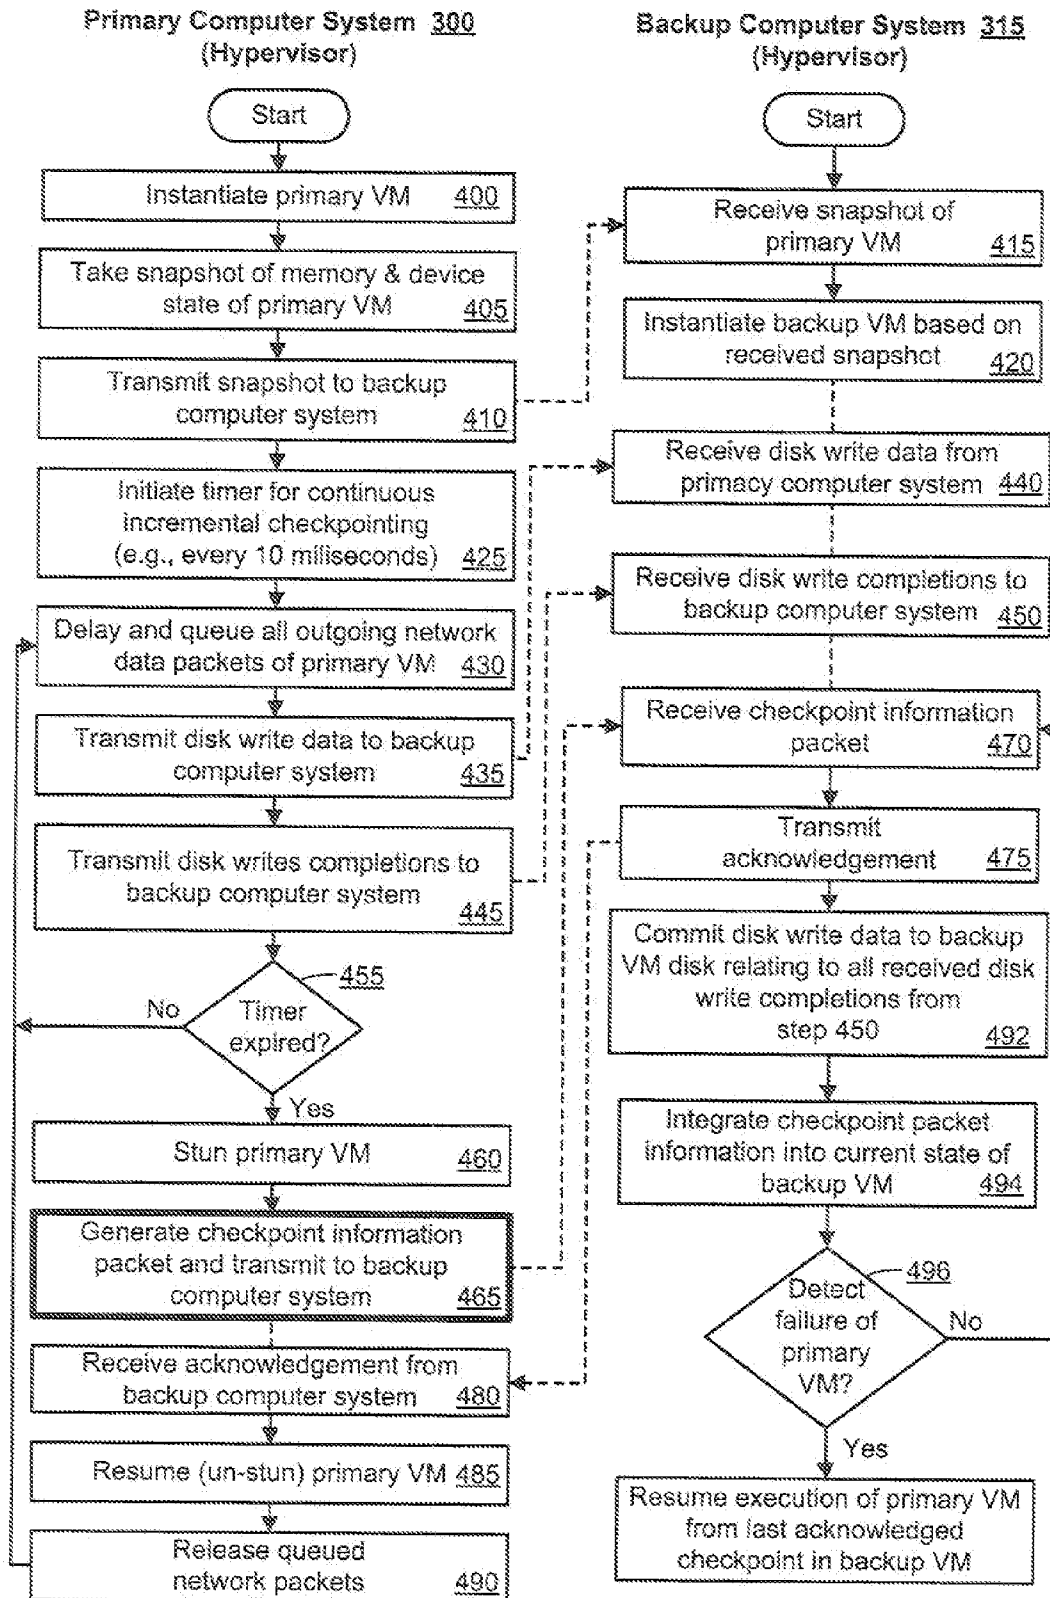 Primary Computer System 300
(Hypervisor)
Start
Instantiate primary VM 400
Take snapshot of memory & device
state of primary VM 405
Transmit snapshot to backup
computer system 410
Initiate timer for continuous
incremental checkpointing
(e.g., every 10 miliseconds) 425
Delay and queue all outgoing network
data packets of primary VM 430
Transmit disk write data to backup
computer system 435
Transmit disk writes completions to
backup computer system 445
455
No
Timer
expired?
Yes
Stun primary VM 460
Generate checkpoint information
packet and transmit to backup
computer system 465
Receive acknowledgement from
backup computer system 480
Resume (un-stun) primary VM 485
Release queued
network packets 490
Backup Computer System 315
(Hypervisor)
Start
Receive snapshot of
primary VM 415
Instantiate backup VM based on
received snapshot 420
Receive disk write data from
primacy computer system 440
Receive disk write completions to
backup computer system 450
Receive checkpoint information
packet 470
Transmit
acknowledgement 475
Commit disk write data to backup
VM disk relating to all received disk
write completions from
step 450 492
Integrate checkpoint packet
information into current state of
backup VM 494
496
Detect
failure of
primary
VM?
No
Yes
Resume execution of primary VM
from last acknowledged
checkpoint in backup VM